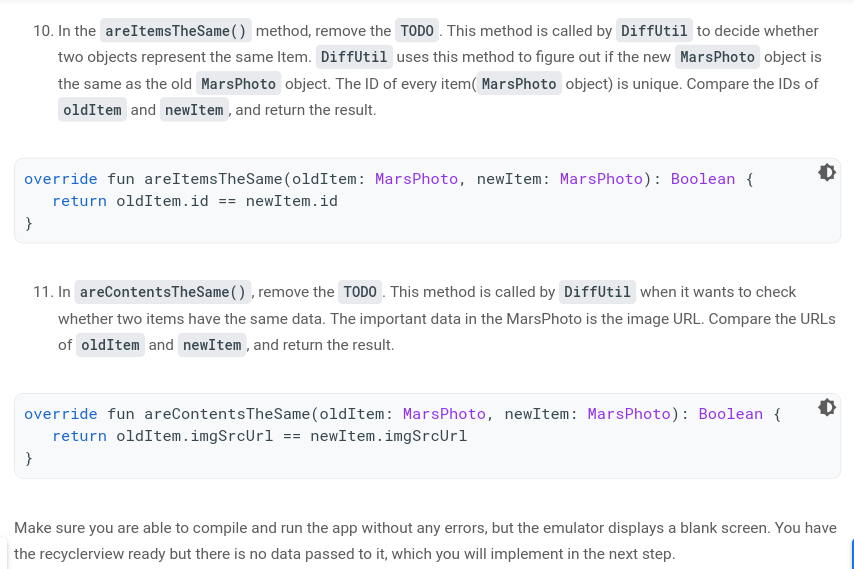 10. In the areItemsTheSame() method, remove the TODO. This method is called by DiffUtil to decide whether
two objects represent the same Item. DiffUtil uses this method to figure out if the new MarsPhoto object is
the same as the old MarsPhoto object. The ID of every item(MarsPhoto object) is unique. Compare the IDs of
oldItem and newItem, and return the result.
override fun areItemsTheSame(oldItem: MarsPhoto, newItem: MarsPhoto): Boolean {
   return oldItem.id == newItem.id
}
11. In areContentsTheSame(), remove the TODO. This method is called by DiffUtil when it wants to check
whether two items have the same data. The important data in the MarsPhoto is the image URL. Compare the URLs
of oldItem and newItem, and return the result.
override fun areContentsTheSame(oldItem: MarsPhoto, newItem: MarsPhoto): Boolean {
   return oldItem.imgSrcUrl == newItem.imgSrcUrl
}
Make sure you are able to compile and run the app without any errors, but the emulator displays a blank screen. You have
the recyclerview ready but there is no data passed to it, which you will implement in the next step.